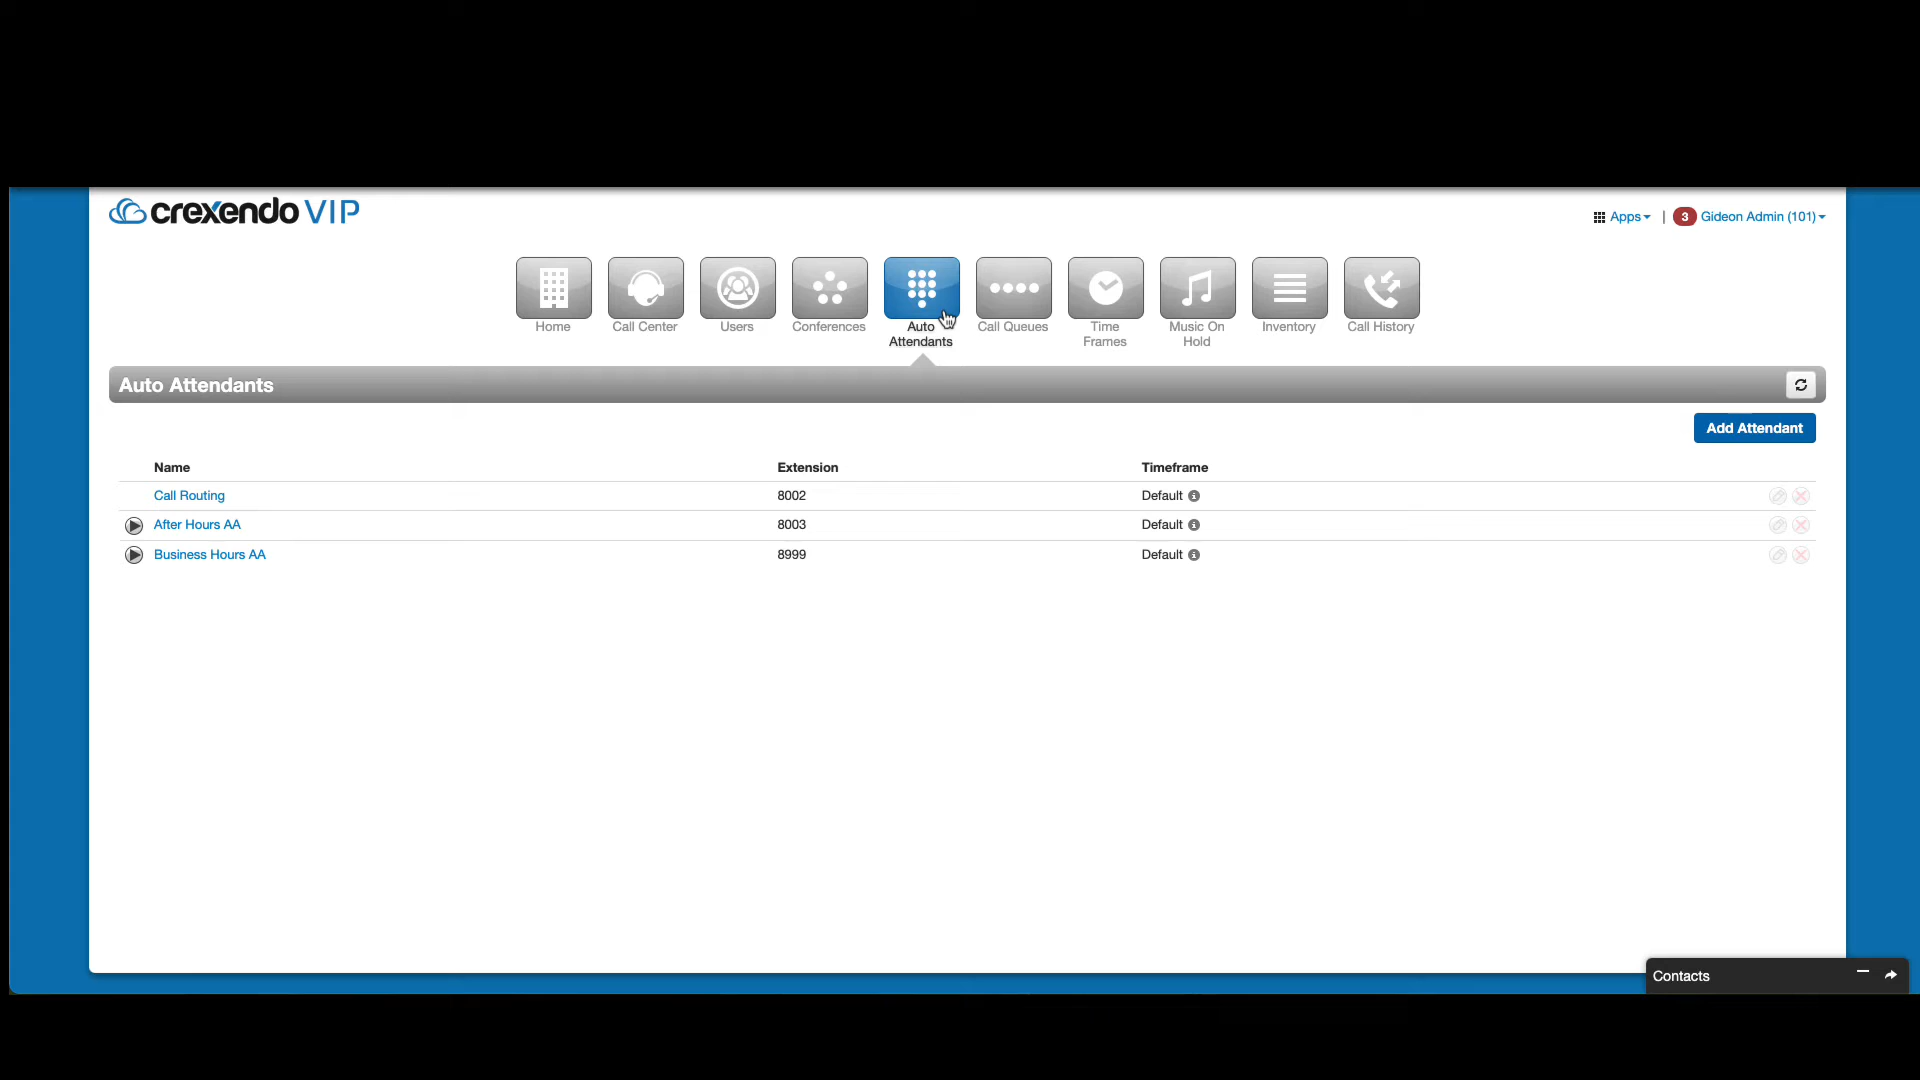 crexendo VIP
Apps | 3 Gideon Admin (101)
Home
Call Center
Users
Conferences
Auto
Attendants
Call Queues
Time
Frames
Music On
Hold
Inventory
Call History
Auto Attendants
Add Attendant
Name Extension Timeframe
Call Routing 8002 Default
After Hours AA 8003 Default
Business Hours AA 8999 Default
Contacts